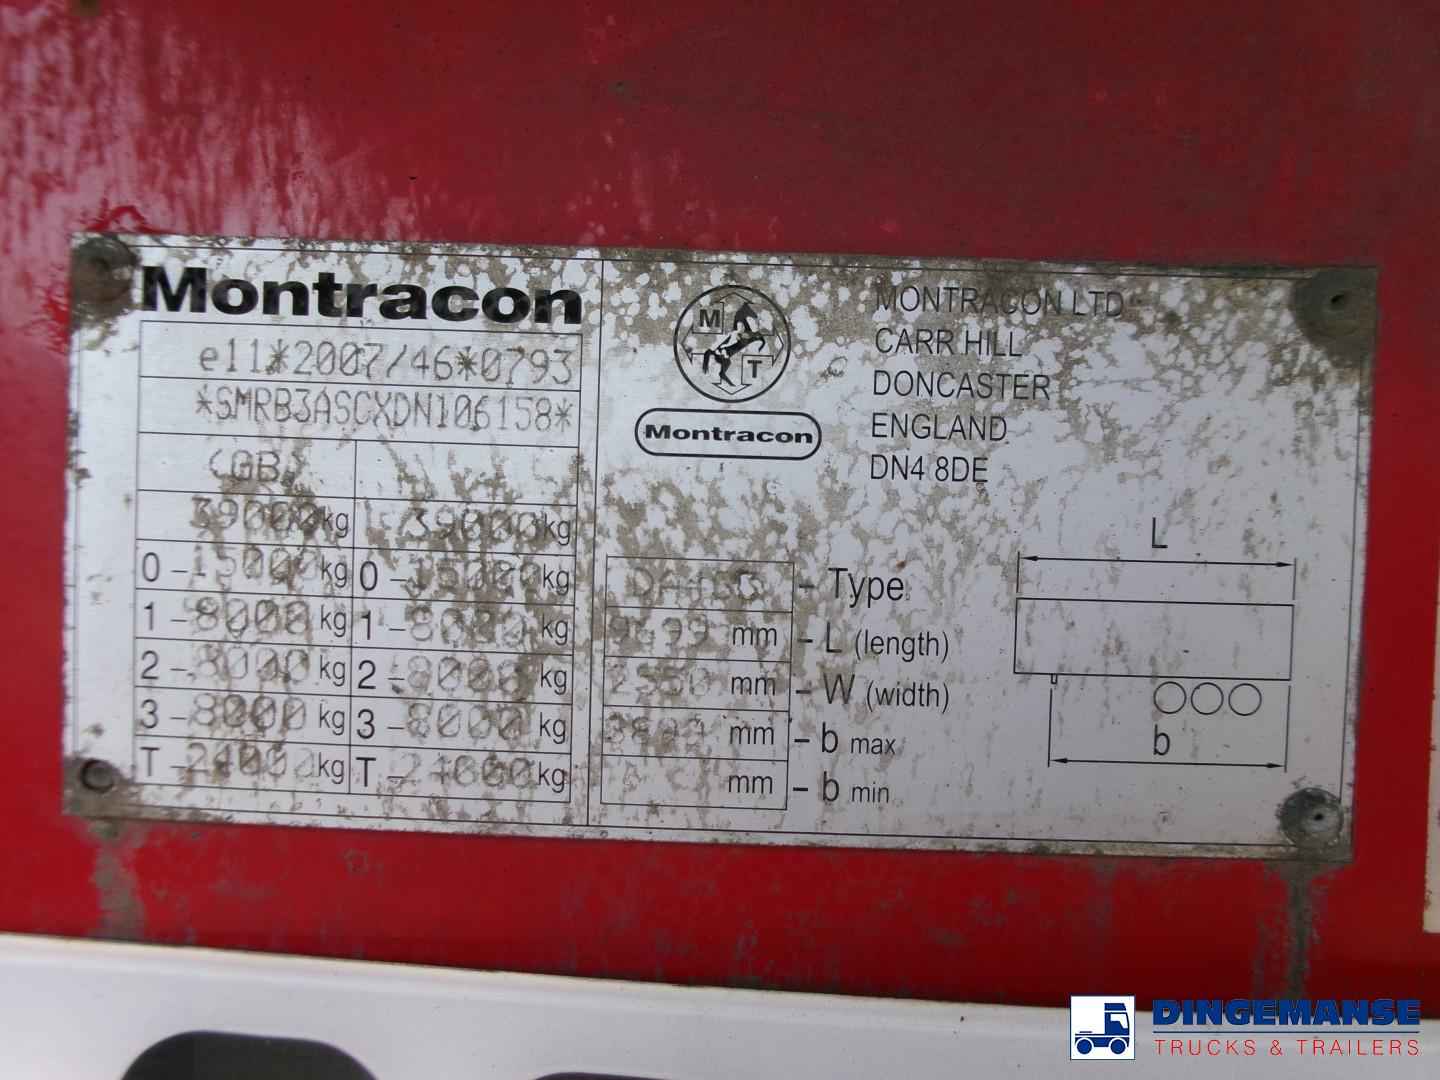 Montracon
e11*2007/46*0793
*SMRB3ASCXDN106158*
(GB)
39000kg 39000kg
0-15000kg 0-15000kg
1-8000kg 1-8000kg
2-8000kg 2-8000kg
3-8000kg 3-8000kg
T-24000kg T-24000kg
M
T
Montracon
MONTRACON LTD
CARR HILL
DONCASTER
ENGLAND
DN4 8DE
- Type
mm - L (length)
2550 mm - W (width)
mm - b max
mm - b min
L
b
DINGEMANSE
TRUCKS & TRAILERS